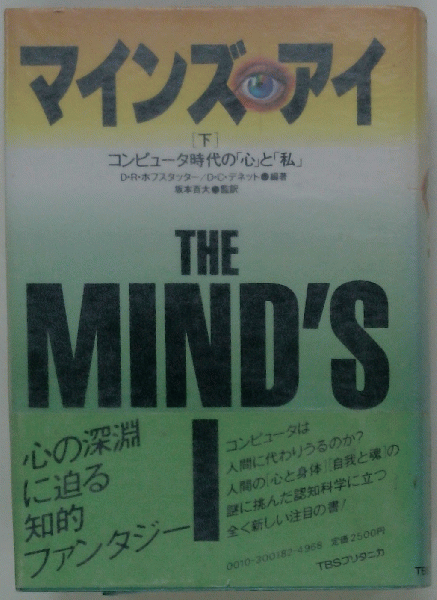 マインズ・アイ
[下]
コンピュータ時代の「心」と「私」
D・R・ホフスタッター/D・C・デネット●編著
坂本百大●監訳
THE
MIND'S
I
心の深淵
に迫る
知的
ファンタジー
コンピュータは
人間に代わりうるのか?
人間の「心と身体」「自我と魂」の
謎に挑んだ認知科学に立つ
全く新しい注目の書!
0010-300182-4968 定価2500円
TBSブリタニカ